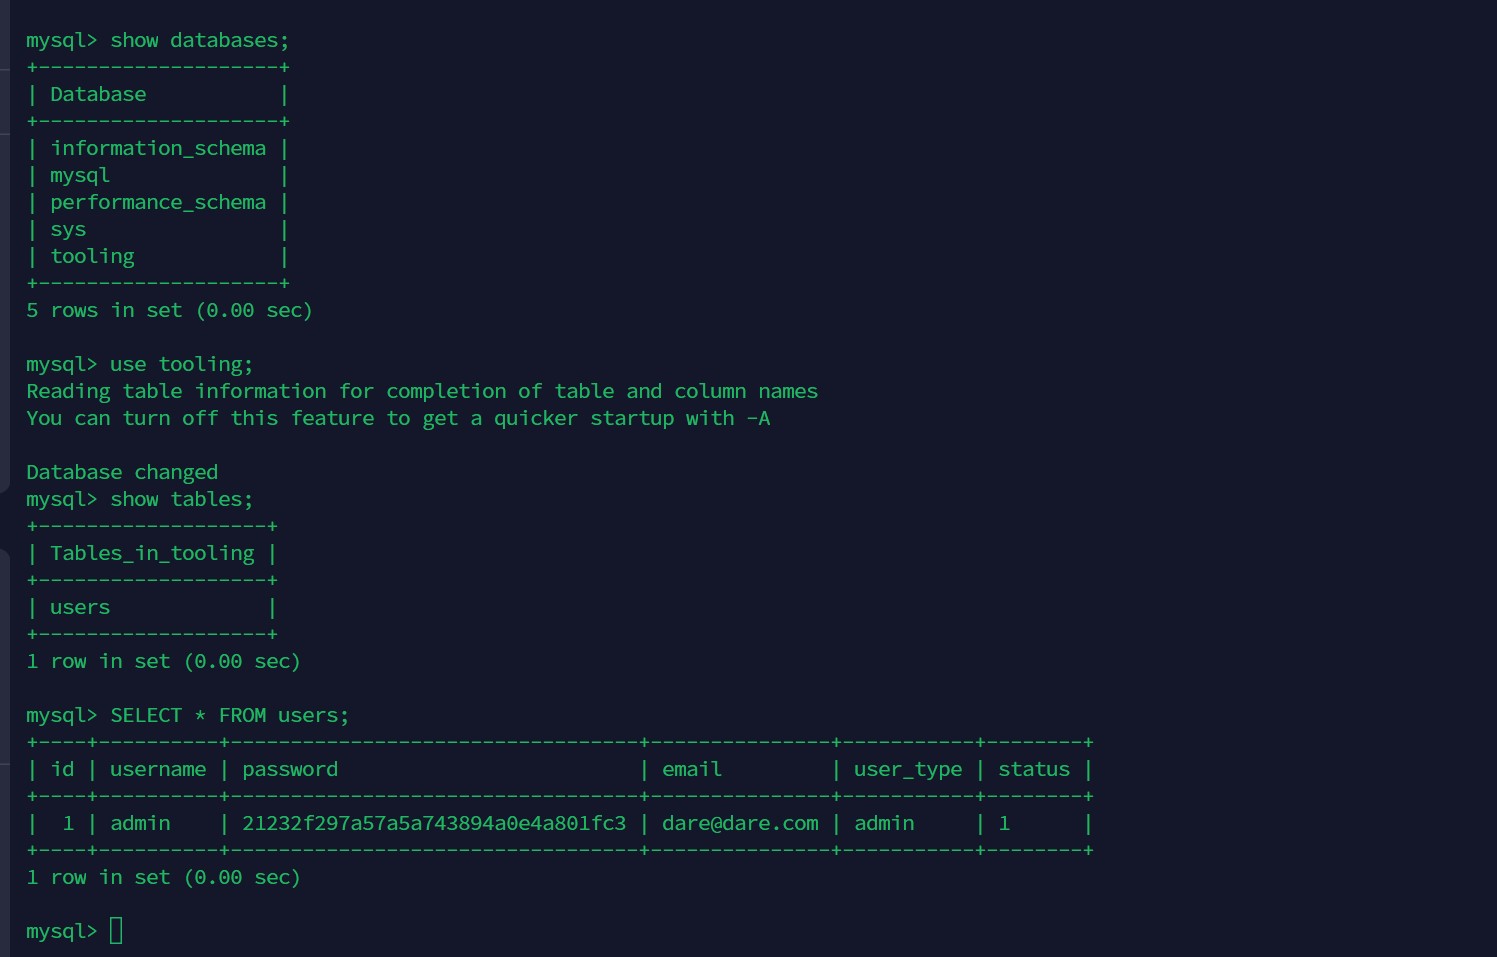 mysql> show databases;
+--------------------+
| Database           |
+--------------------+
| information_schema |
| mysql              |
| performance_schema |
| sys                |
| tooling            |
+--------------------+
5 rows in set (0.00 sec)

mysql> use tooling;
Reading table information for completion of table and column names
You can turn off this feature to get a quicker startup with -A

Database changed
mysql> show tables;
+-------------------+
| Tables_in_tooling |
+-------------------+
| users             |
+-------------------+
1 row in set (0.00 sec)

mysql> SELECT * FROM users;
+----+----------+----------------------------------+---------------+-----------+--------+
| id | username | password                         | email         | user_type | status |
+----+----------+----------------------------------+---------------+-----------+--------+
|  1 | admin    | 21232f297a57a5a743894a0e4a801fc3 | dare@dare.com | admin     | 1      |
+----+----------+----------------------------------+---------------+-----------+--------+
1 row in set (0.00 sec)

mysql>